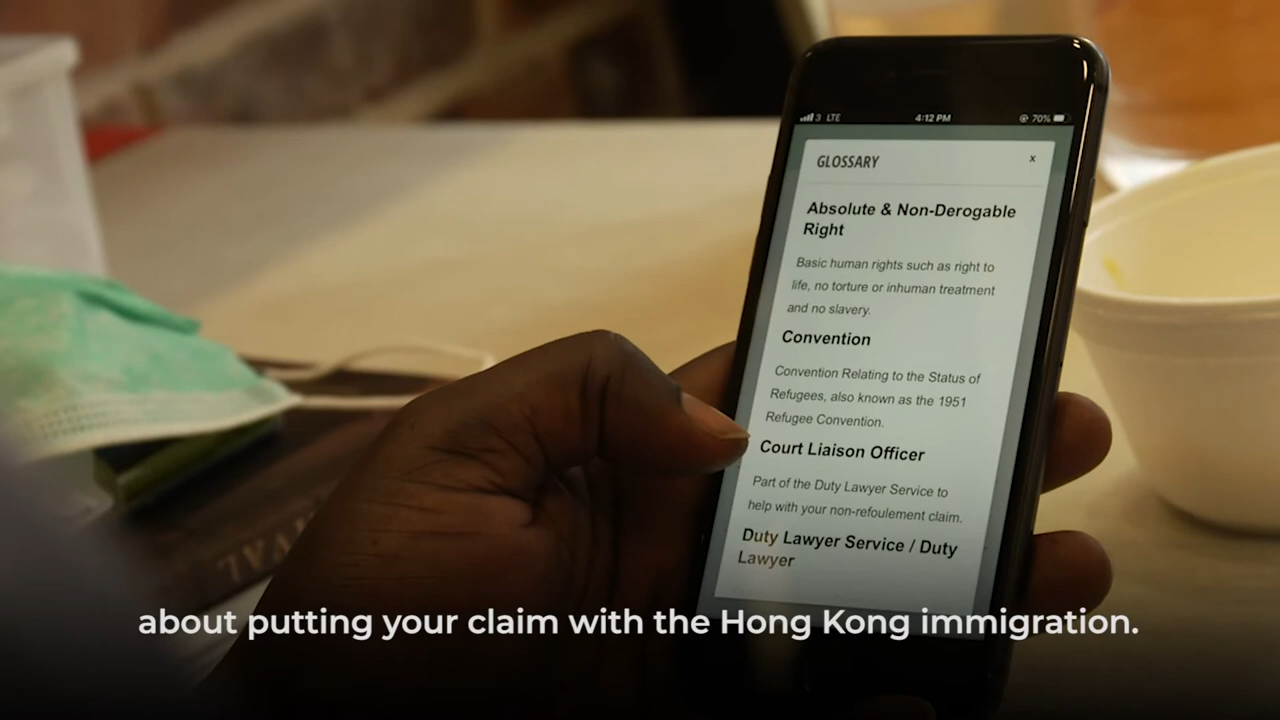 3 LTE
4:12 PM
70%
GLOSSARY
x
Absolute & Non-Derogable
Right
Basic human rights such as right to
life, no torture or inhuman treatment
and no slavery.
Convention
Convention Relating to the Status of
Refugees, also known as the 1951
Refugee Convention.
Court Liaison Officer
Part of the Duty Lawyer Service to
help with your non-refoulement claim.
Duty Lawyer Service / Duty
Lawyer
about putting your claim with the Hong Kong immigration.